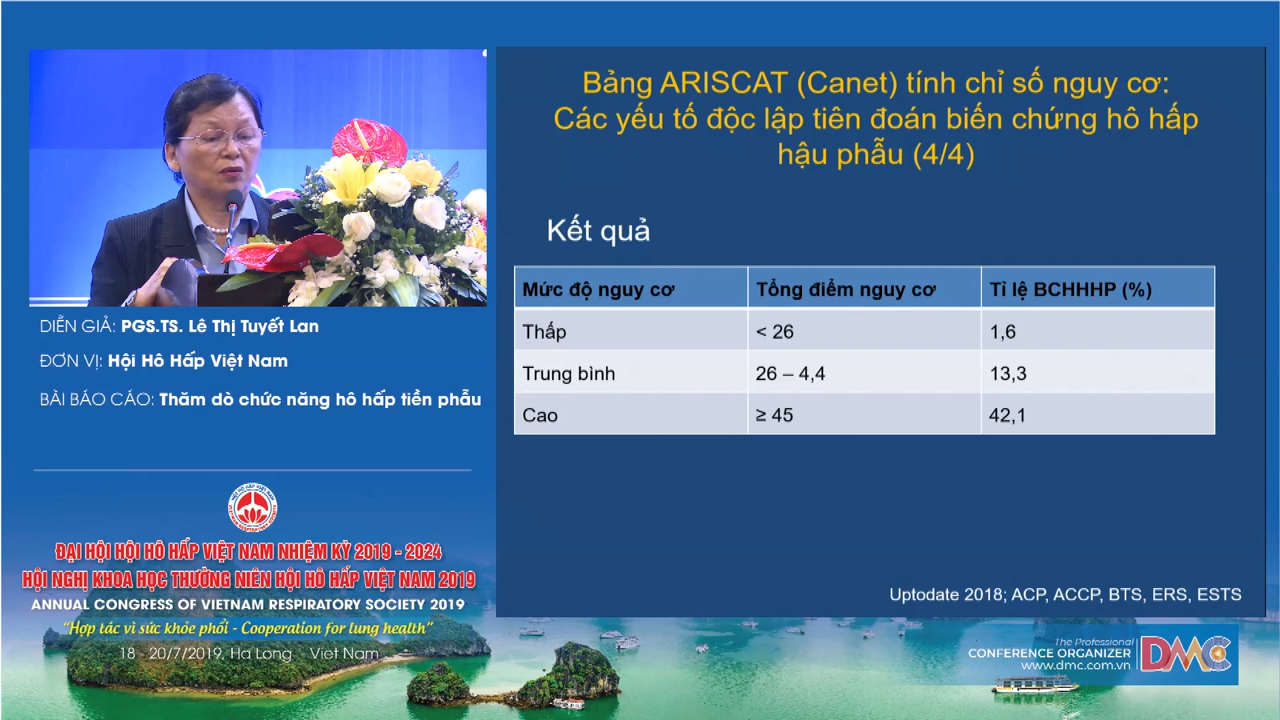 Bảng ARISCAT (Canet) tính chỉ số nguy cơ:
Các yếu tố độc lập tiên đoán biến chứng hô hấp
hậu phẫu (4/4)
Kết quả
Mức độ nguy cơ Tổng điểm nguy cơ Tỉ lệ BCHHHP (%)
Thấp < 26 1,6
Trung bình 26 – 4,4 13,3
Cao ≥ 45 42,1
Uptodate 2018; ACP, ACCP, BTS, ERS, ESTS
DIỄN GIẢ: PGS.TS. Lê Thị Tuyết Lan
ĐƠN VỊ: Hội Hô Hấp Việt Nam
BÀI BÁO CÁO: Thăm dò chức năng hô hấp tiền phẫu
ĐẠI HỘI HỘI HÔ HẤP VIỆT NAM NHIỆM KỲ 2019 - 2024
HỘI NGHỊ KHOA HỌC THƯỜNG NIÊN HỘI HÔ HẤP VIỆT NAM 2019
ANNUAL CONGRESS OF VIETNAM RESPIRATORY SOCIETY 2019
"Hợp tác vì sức khỏe phổi - Cooperation for lung health"
18 - 20/7/2019, Ha Long Viet Nam
The Professional
CONFERENCE ORGANIZER
www.dmc.com.vn
DMC